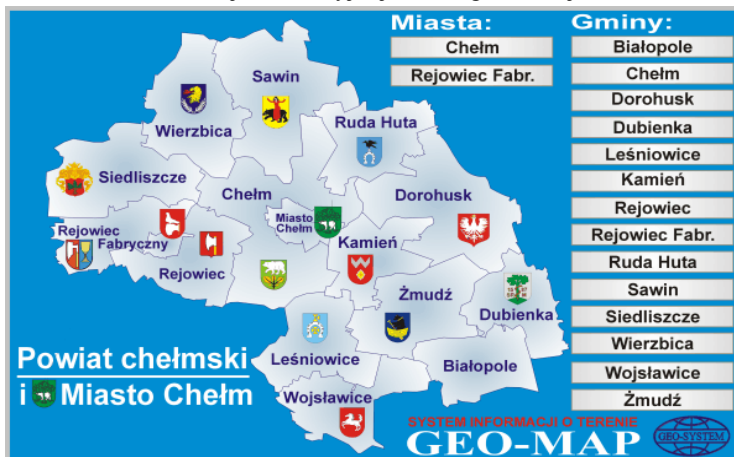 Miasta:
Chełm
Rejowiec Fabr.
Gminy:
Białopole
Chełm
Dorohusk
Dubienka
Leśniowice
Kamień
Rejowiec
Rejowiec Fabr.
Ruda Huta
Sawin
Siedliszcze
Wierzbica
Wojsławice
Żmudź
Sawin
Wierzbica
Ruda Huta
Siedliszcze
Chełm
Dorohusk
Miasto
Chełm
Rejowiec
Fabryczny
Kamień
Rejowiec
Żmudź
Dubienka
Leśniowice
Białopole
Wojsławice
Powiat chełmski
i Miasto Chełm
SYSTEM INFORMACJI O TERENIE
GEO-MAP
GEO-SYSTEM